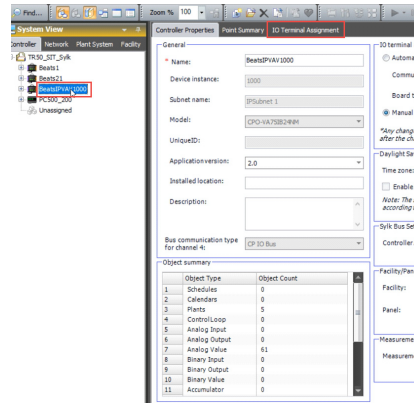 Find...
Zoom % 100
System View
Controller Network Plant System Facility
TR50_SIT_Sylk
Beats1
Beats21
BeatsIPVAV1000
PC500_200
Unassigned
Controller Properties Point Summary IO Terminal Assignment
General
* Name: BeatsIPVAV1000
Device instance: 1000
Subnet name: IPSubnet 1
Model: CPO-VA75IB24NM
UniqueID:
Application version: 2.0
Installed location:
Description:
Bus communication type for channel 4: CP IO Bus
Object summary
Object Type Object Count
1 Schedules 0
2 Calendars 0
3 Plants 5
4 ControlLoop 0
5 Analog Input 0
6 Analog Output 0
7 Analog Value 61
8 Binary Input 0
9 Binary Output 0
10 Binary Value 0
11 Accumulator 0
IO terminal
Automa
Commu
Board t
Manual
*Any chang
after the ch
Daylight Sa
Time zone:
Enable
Note: The
according
Sylk Bus Set
Controller
Facility/Pan
Facility:
Panel:
Measureme
Measurem